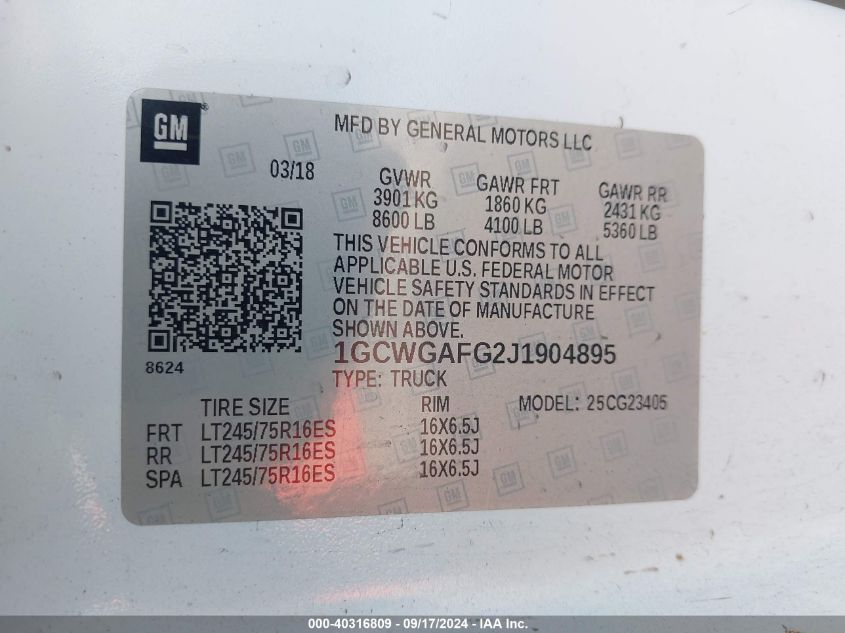 GM®
MFD BY GENERAL MOTORS LLC
03/18
GVWR GAWR FRT GAWR RR
3901 KG 1860 KG 2431 KG
8600 LB 4100 LB 5360 LB
THIS VEHICLE CONFORMS TO ALL
APPLICABLE U.S. FEDERAL MOTOR
VEHICLE SAFETY STANDARDS IN EFFECT
ON THE DATE OF MANUFACTURE
SHOWN ABOVE.
1GCWGAFG2J1904895
8624
TYPE: TRUCK
TIRE SIZE RIM MODEL: 25CG23405
FRT LT245/75R16ES 16X6.5J
RR LT245/75R16ES 16X6.5J
SPA LT245/75R16ES 16X6.5J
000-40316809 - 09/17/2024 - IAA Inc.